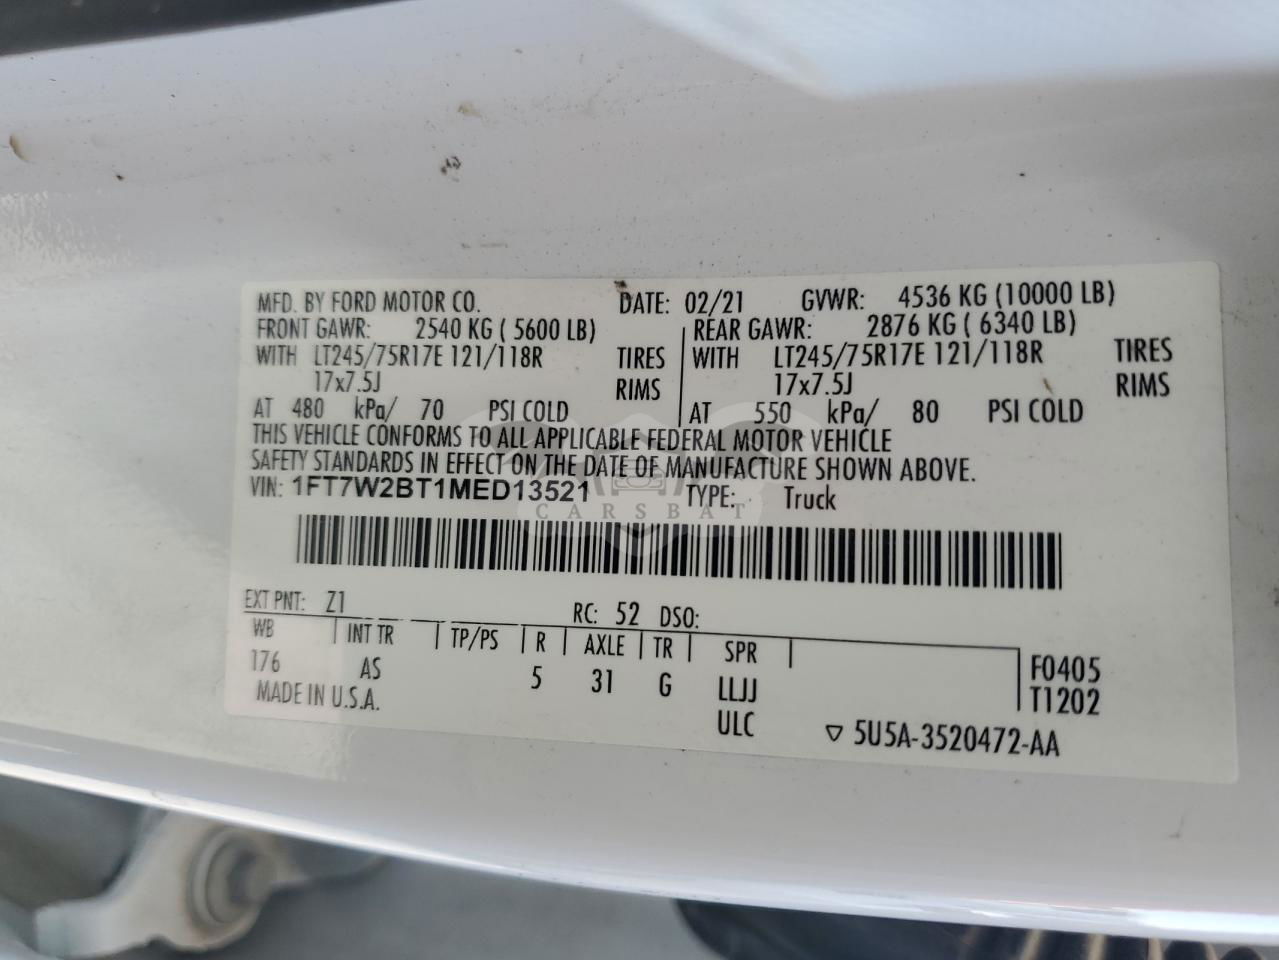 MFD. BY FORD MOTOR CO. DATE: 02/21 GVWR: 4536 KG (10000 LB)
FRONT GAWR: 2540 KG ( 5600 LB) REAR GAWR: 2876 KG ( 6340 LB)
WITH LT245/75R17E 121/118R TIRES WITH LT245/75R17E 121/118R TIRES
17x7.5J RIMS 17x7.5J RIMS
AT 480 kPa/ 70 PSI COLD AT 550 kPa/ 80 PSI COLD
THIS VEHICLE CONFORMS TO ALL APPLICABLE FEDERAL MOTOR VEHICLE
SAFETY STANDARDS IN EFFECT ON THE DATE OF MANUFACTURE SHOWN ABOVE.
VIN: 1FT7W2BT1MED13521 TYPE: Truck
CARSBAT
EXT PNT: Z1 RC: 52 DSO:
WB INT TR TP/PS R AXLE TR SPR F0405
176 AS 5 31 G LLJJ T1202
MADE IN U.S.A. ULC ▽ 5U5A-3520472-AA